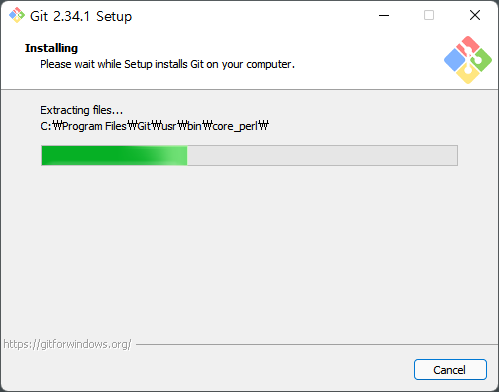 Git 2.34.1 Setup
Installing
Please wait while Setup installs Git on your computer.
Extracting files...
C:₩Program Files₩Git₩usr₩bin₩core_perl₩
https://gitforwindows.org/
Cancel